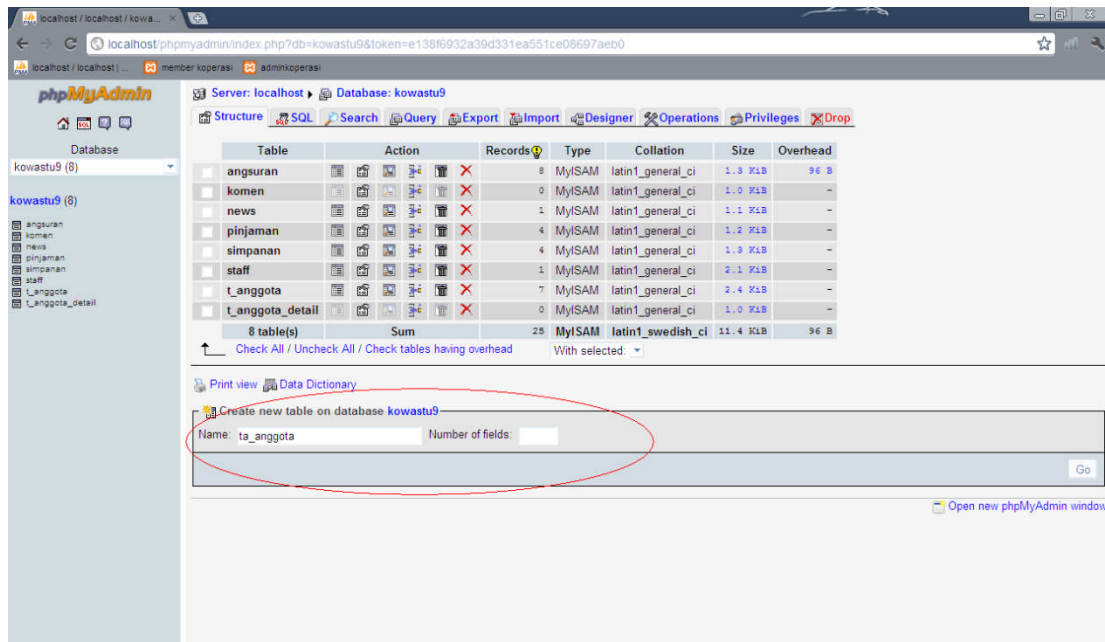 localhost / localhost / kowa...
localhost/phpmyadmin/index.php?db=kowastu9&token=e138f6932a39d331ea551ce08697aeb0
localhost / localhost | ... member koperasi adminkoperasi
phpMyAdmin
Database
kowastu9 (8)
kowastu9 (8)
angsuran
komen
news
pinjaman
simpanan
staff
t_anggota
t_anggota_detail
Server: localhost Database: kowastu9
Structure SQL Search Query Export Import Designer Operations Privileges Drop
Table Action Records Type Collation Size Overhead
angsuran 8 MyISAM latin1_general_ci 1.3 KiB 96 B
komen 0 MyISAM latin1_general_ci 1.0 KiB -
news 1 MyISAM latin1_general_ci 1.1 KiB -
pinjaman 4 MyISAM latin1_general_ci 1.2 KiB -
simpanan 4 MyISAM latin1_general_ci 1.3 KiB -
staff 1 MyISAM latin1_general_ci 2.1 KiB -
t_anggota 7 MyISAM latin1_general_ci 2.4 KiB -
t_anggota_detail 0 MyISAM latin1_general_ci 1.0 KiB -
8 table(s) Sum 25 MyISAM latin1_swedish_ci 11.4 KiB 96 B
Check All / Uncheck All / Check tables having overhead With selected:
Print view Data Dictionary
Create new table on database kowastu9
Name: ta_anggota Number of fields:
Go
Open new phpMyAdmin window